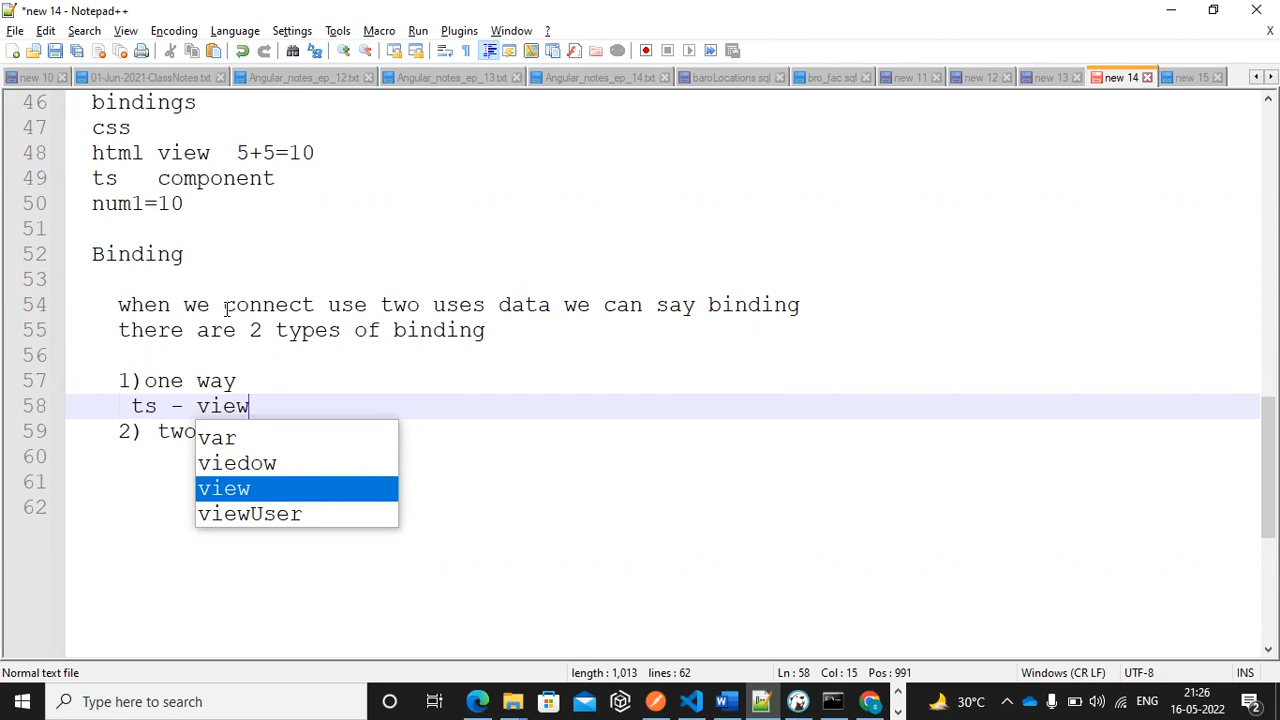 *new 14 - Notepad++
File Edit Search View Encoding Language Settings Tools Macro Run Plugins Window ?
X
new 10 01-Jun-2021-ClassNotes.txt Angular_notes_ep_12.txt Angular_notes_ep_13.txt Angular_notes_ep_14.txt banLocations.sql bro_fac.sql new 11 new 12 new 13 new 14 new 15
46 bindings
47 css
48 html view 5+5=10
49 ts component
50 num1=10
51
52 Binding
53
54 when we connect use two uses data we can say binding
55 there are 2 types of binding
56
57 1)one way
58 ts - view
59 2) two
var
60
viedow
61
view
62
viewUser
Normal text file length : 1,013 lines : 62 Ln : 58 Col : 15 Pos : 991 Windows (CR LF) UTF-8 INS
Type here to search
30°C ENG 21:26 16-05-2022 2